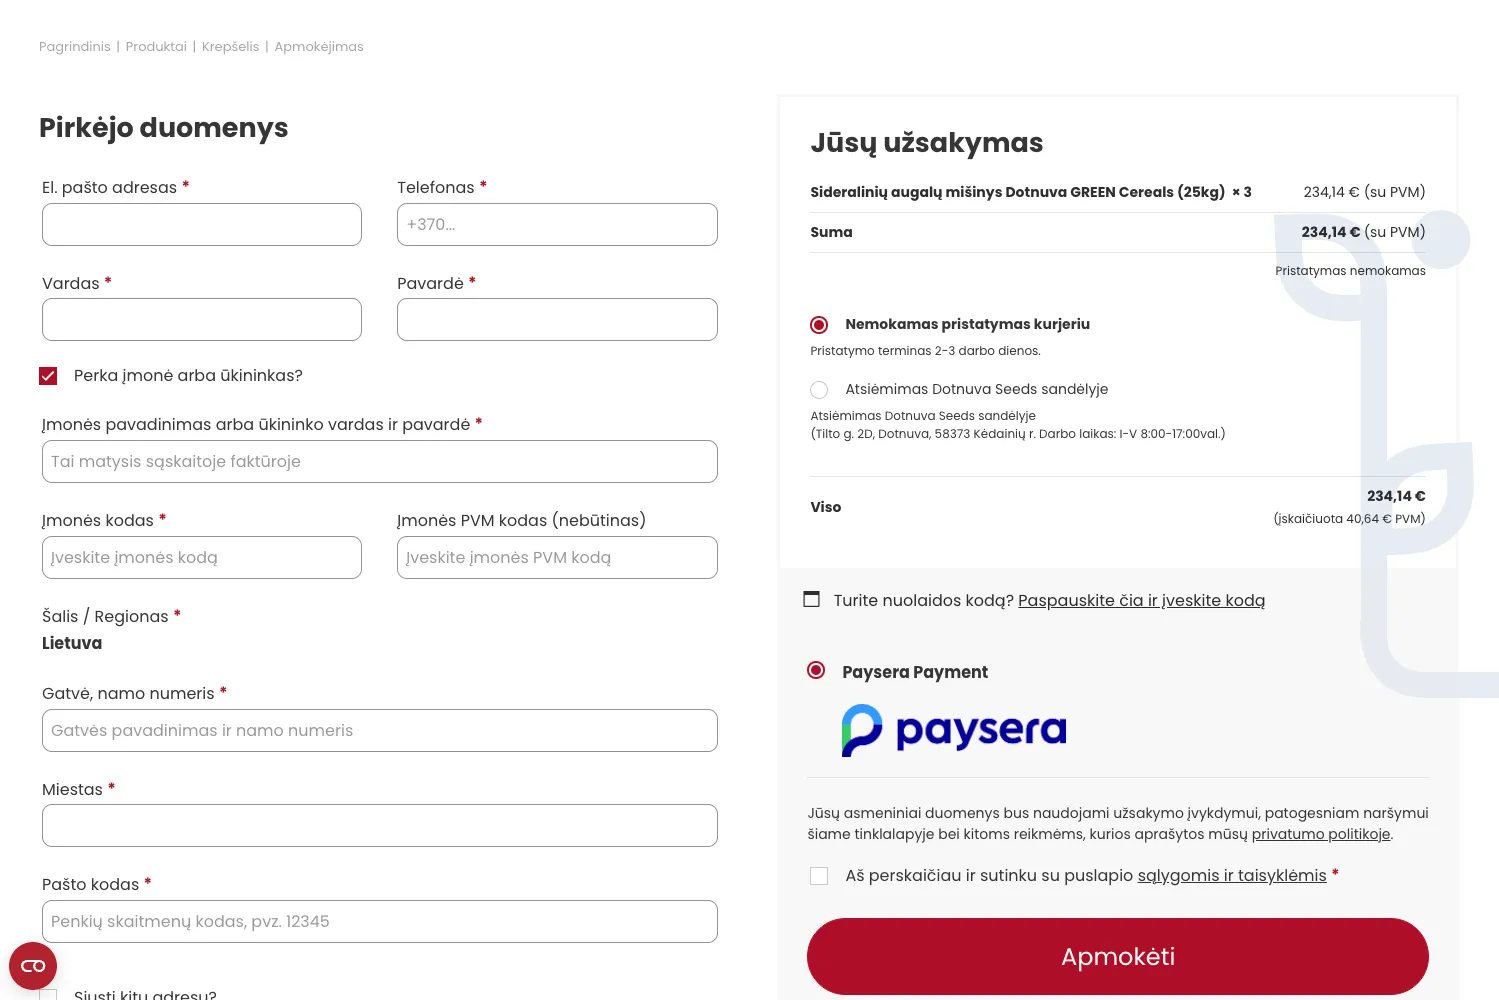 Pagrindinis | Produktai | Krepšelis | Apmokėjimas
Pirkėjo duomenys
El. pašto adresas *
Telefonas *
+370...
Vardas *
Pavardė *
Perka įmonė arba ūkininkas?
Įmonės pavadinimas arba ūkininko vardas ir pavardė *
Tai matysis sąskaitoje faktūroje
Įmonės kodas *
Įmonės PVM kodas (nebūtinas)
Įveskite įmonės kodą
Įveskite įmonės PVM kodą
Šalis / Regionas *
Lietuva
Gatvė, namo numeris *
Gatvės pavadinimas ir namo numeris
Miestas *
Pašto kodas *
Penkių skaitmenų kodas, pvz. 12345
Siųsti kitu adresu?
Jūsų užsakymas
Sideralinių augalų mišinys Dotnuva GREEN Cereals (25kg) × 3 234,14 € (su PVM)
Suma 234,14 € (su PVM)
Pristatymas nemokamas
Nemokamas pristatymas kurjeriu
Pristatymo terminas 2-3 darbo dienos.
Atsiėmimas Dotnuva Seeds sandėlyje
Atsiėmimas Dotnuva Seeds sandėlyje
(Tilto g. 2D, Dotnuva, 58373 Kėdainių r. Darbo laikas: I-V 8:00-17:00val.)
Viso 234,14 €
(įskaičiuota 40,64 € PVM)
Turite nuolaidos kodą? Paspauskite čia ir įveskite kodą
Paysera Payment
paysera
Jūsų asmeniniai duomenys bus naudojami užsakymo įvykdymui, patogesniam naršymui
šiame tinklalapyje bei kitoms reikmėms, kurios aprašytos mūsų privatumo politikoje.
Aš perskaičiau ir sutinku su puslapio sąlygomis ir taisyklėmis *
Apmokėti